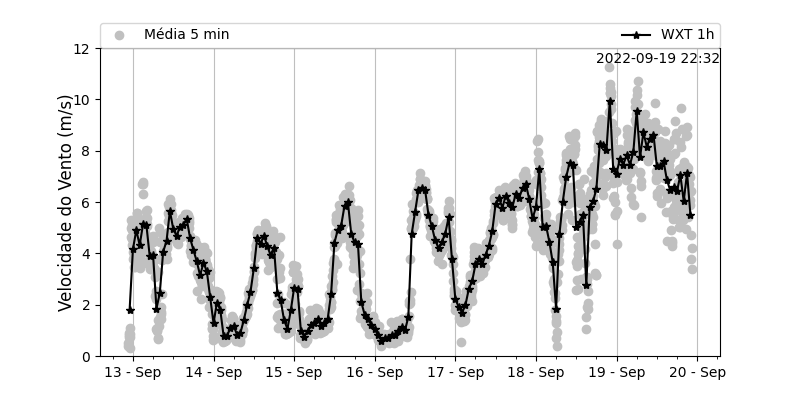 Média 5 min
WXT 1h
2022-09-19 22:32
Velocidade do Vento (m/s)
12
10
8
6
4
2
0
13 - Sep 14 - Sep 15 - Sep 16 - Sep 17 - Sep 18 - Sep 19 - Sep 20 - Sep